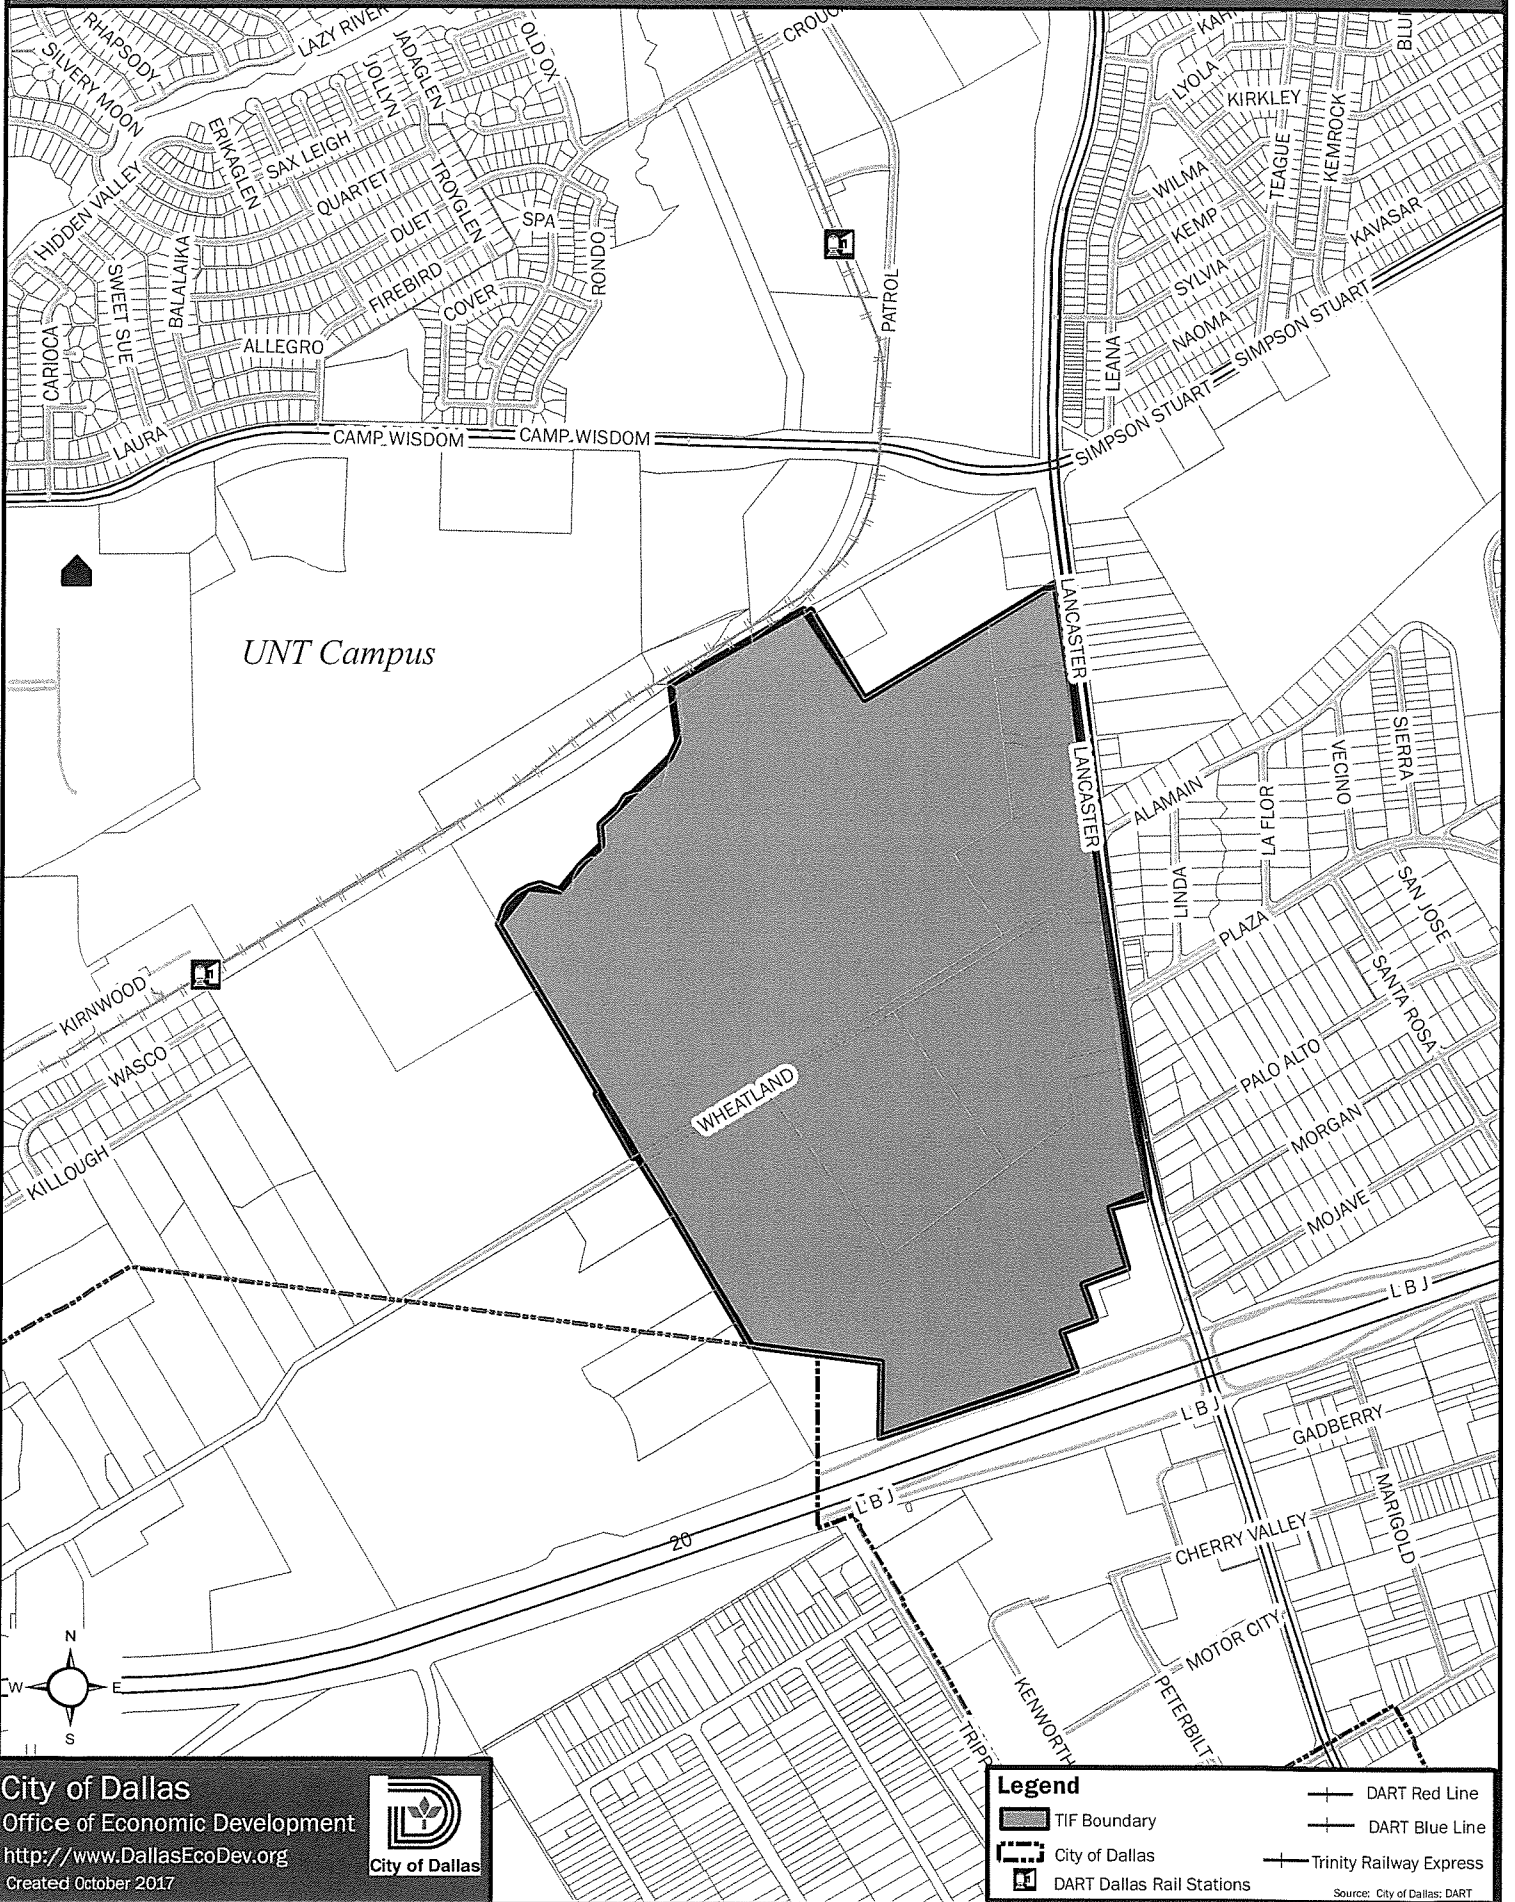 RHAPSODY
SILVERY MOON
LAZY RIVER
JADAGLEN
JOLLYN
OLD OX
KIRKLEY
LYOLA
TEAGUE
KEMROCK
ERIKAGLEN
SAX LEIGH
QUARTET
TROYGLEN
HIDDEN VALLEY
DUET
SPA
RONDO
WILMA
KEMP
KAVASAR
SWEET SUE
BALALAIKA
FIREBIRD
COVER
PATROL
SYLVIA
NAOMA
SIMPSON STUART
SIMPSON STUART
CARIOCA
ALLEGRO
LEANA
LAURA
CAMP WISDOM
CAMP WISDOM
SIMPSON STUART
UNT Campus
LANCASTER
LANCASTER
ALAMAIN
LA FLOR
VECINO
SIERRA
LINDA
PLAZA
SAN JOSE
SANTA ROSA
KIRNWOOD
WASCO
KILLOUGH
WHEATLAND
PALO ALTO
MORGAN
MOJAVE
L B J
L B J
L B J
20
GADBERRY
MARIGOLD
CHERRY VALLEY
MOTOR CITY
KENWORTH
PETERBILT
N
W
E
S
City of Dallas
Office of Economic Development
http://www.DallasEcoDev.org
Created October 2017
City of Dallas
Legend
TIF Boundary
City of Dallas
DART Dallas Rail Stations
DART Red Line
DART Blue Line
Trinity Railway Express
Source: City of Dallas; DART